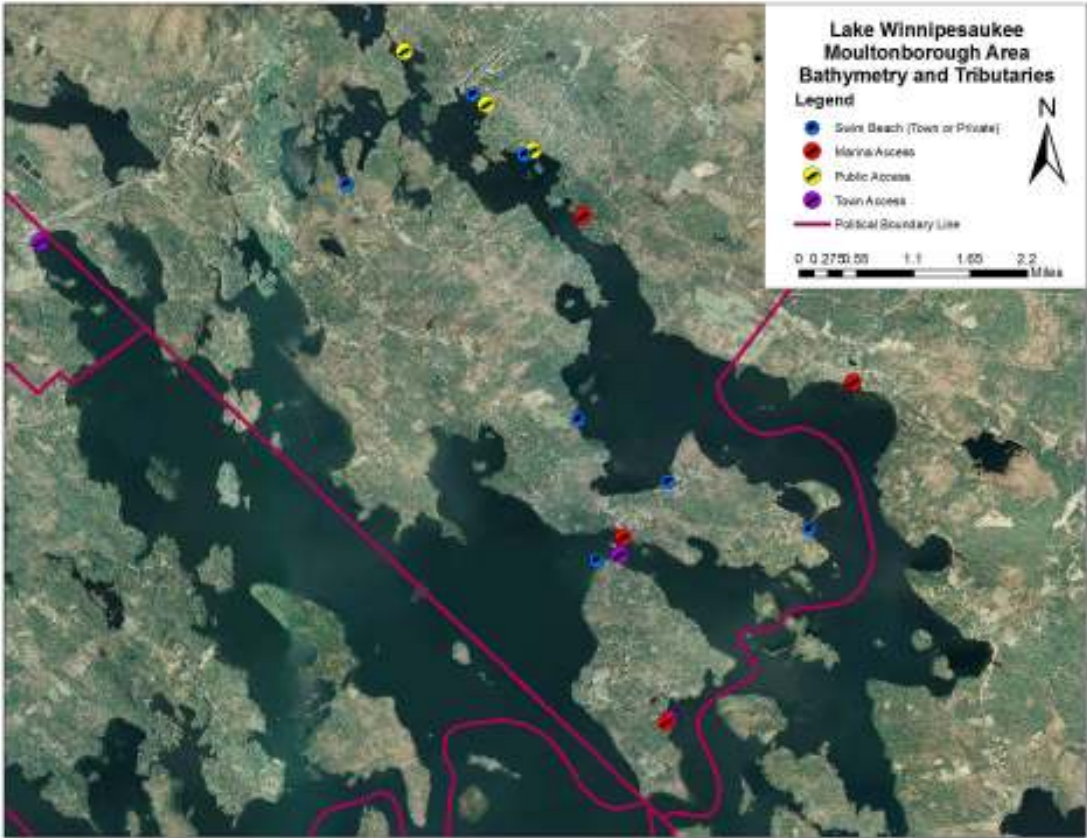 Lake Winnipesaukee
Moultonborough Area
Bathymetry and Tributaries
Legend
N
Swim Beach (Town or Private)
Marina Access
Public Access
Town Access
Political Boundary Line
0 0.275 0.55 1.1 1.65 2.2
Miles